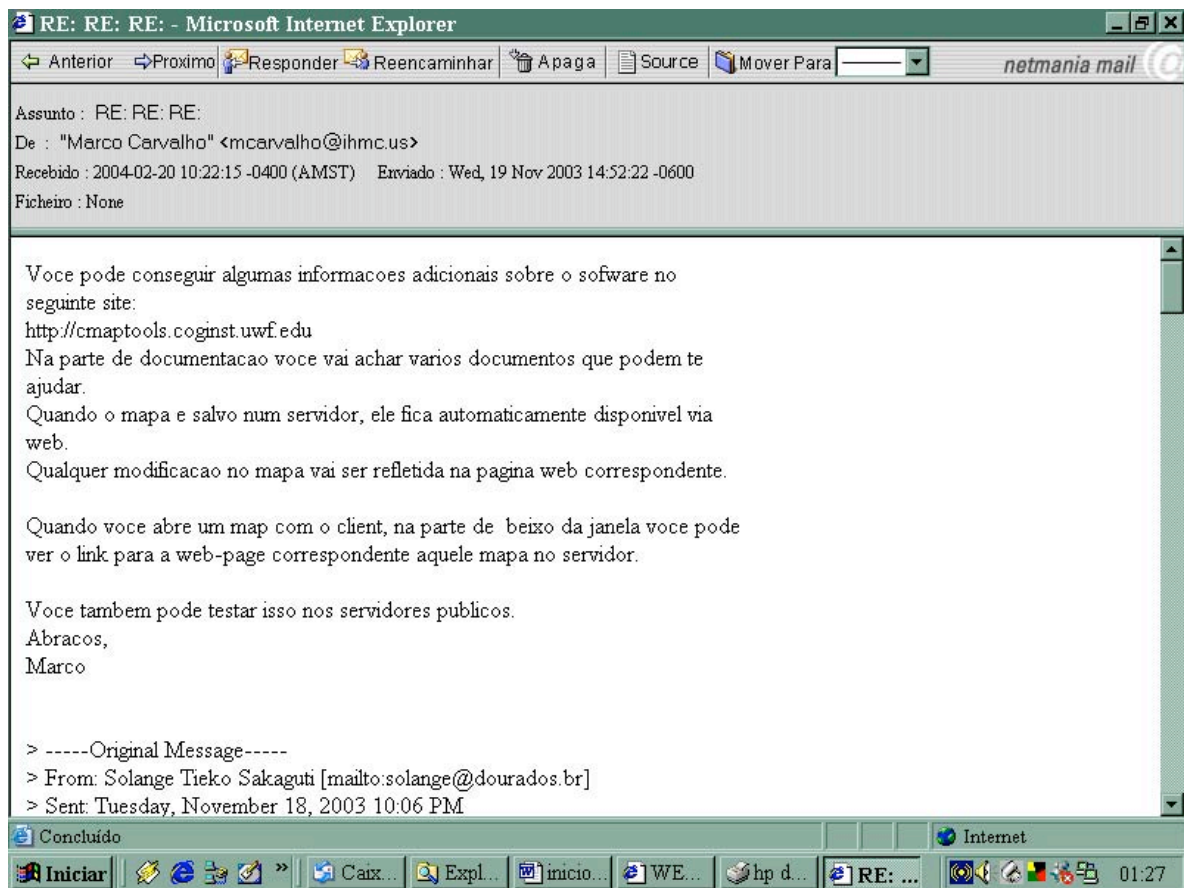 RE: RE: RE: - Microsoft Internet Explorer
Anterior Proximo Responder Reencaminhar Apaga Source Mover Para netmania mail
Assunto : RE: RE: RE:
De : "Marco Carvalho" <mcarvalho@ihmc.us>
Recebido : 2004-02-20 10:22:15 -0400 (AMST) Enviado : Wed, 19 Nov 2003 14:52:22 -0600
Ficheiro : None
Voce pode conseguir algumas informacoes adicionais sobre o sofware no
seguinte site:
http://cmaptools.coginst.uwf.edu
Na parte de documentacao voce vai achar varios documentos que podem te
ajudar.
Quando o mapa e salvo num servidor, ele fica automaticamente disponivel via
web.
Qualquer modificacao no mapa vai ser refletida na pagina web correspondente.
Quando voce abre um map com o client, na parte de  beixo da janela voce pode
ver o link para a web-page correspondente aquele mapa no servidor.
Voce tambem pode testar isso nos servidores publicos.
Abracos,
Marco
> -----Original Message-----
> From: Solange Tieko Sakaguti [mailto:solange@dourados.br]
> Sent: Tuesday, November 18, 2003 10:06 PM
Concluído Internet
Iniciar » Caix... Expl... inicio... WE... hp d... RE: ... 01:27